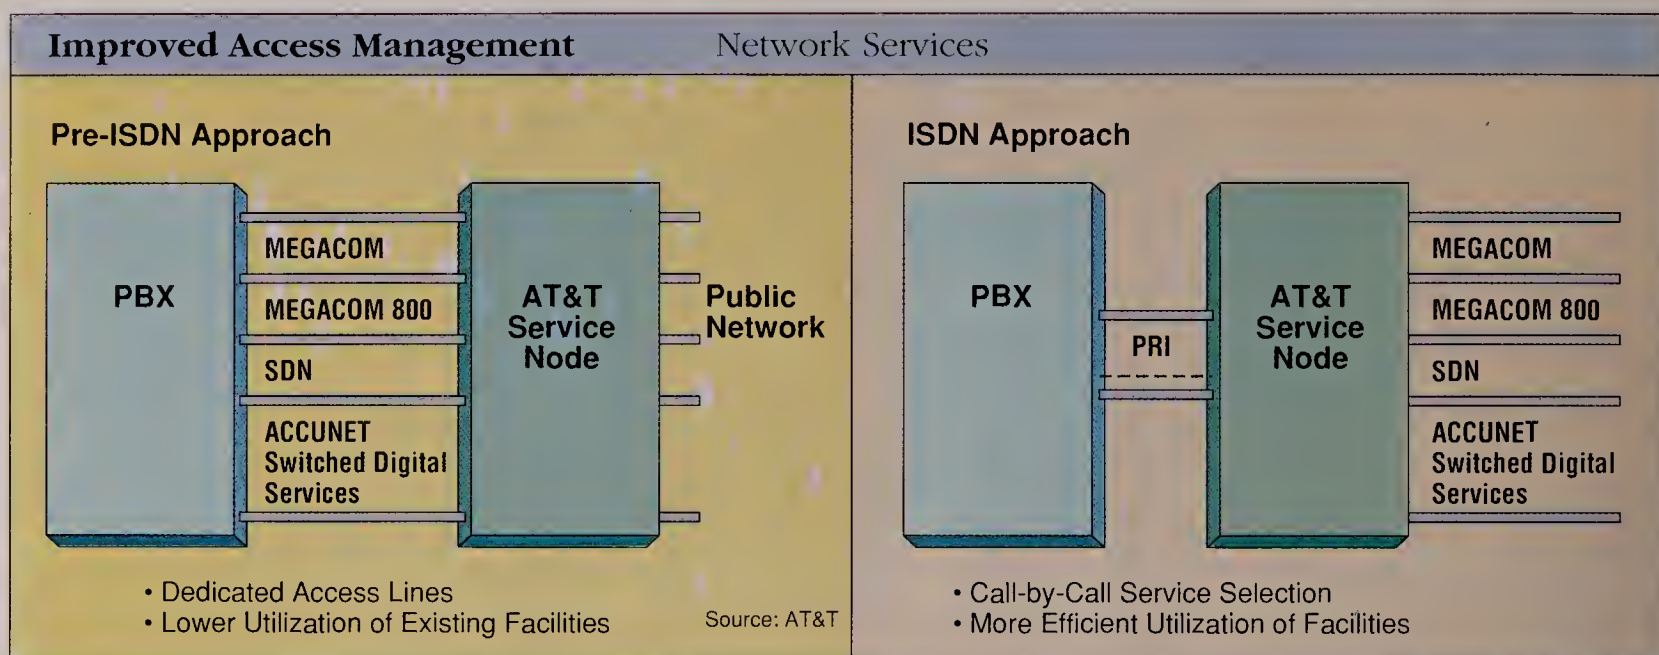 Improved Access Management Network Services
Pre-ISDN Approach
PBX
MEGACOM
MEGACOM 800
SDN
ACCUNET
Switched Digital
Services
AT&T
Service
Node
Public
Network
• Dedicated Access Lines
• Lower Utilization of Existing Facilities
Source: AT&T
ISDN Approach
PBX
PRI
AT&T
Service
Node
MEGACOM
MEGACOM 800
SDN
ACCUNET
Switched Digital
Services
• Call-by-Call Service Selection
• More Efficient Utilization of Facilities